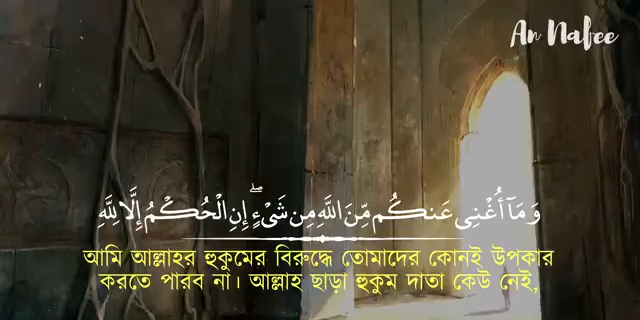 An Nafee
وَمَآ أُغْنِى عَنكُم مِّنَ ٱللَّهِ مِن شَىْءٍ ۖ إِنِ ٱلْحُكْمُ إِلَّا لِلَّهِ
আমি আল্লাহর হুকুমের বিরুদ্ধে তোমাদের কোনই উপকার
করতে পারব না। আল্লাহ ছাড়া হুকুম দাতা কেউ নেই,